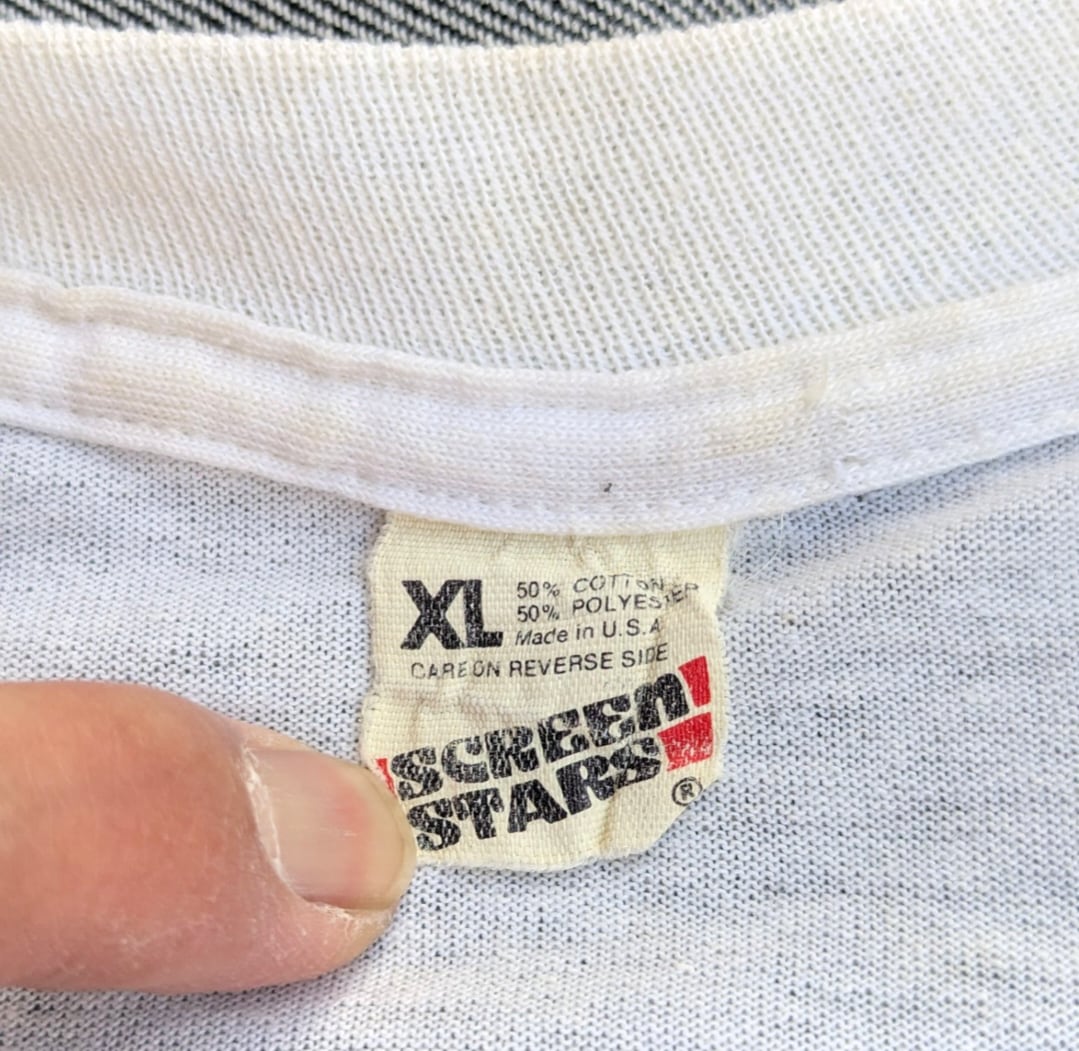 XL
50% COTTON
50% POLYESTER
Made in U.S.A
CARE ON REVERSE SIDE
SCREEN
STARS
®